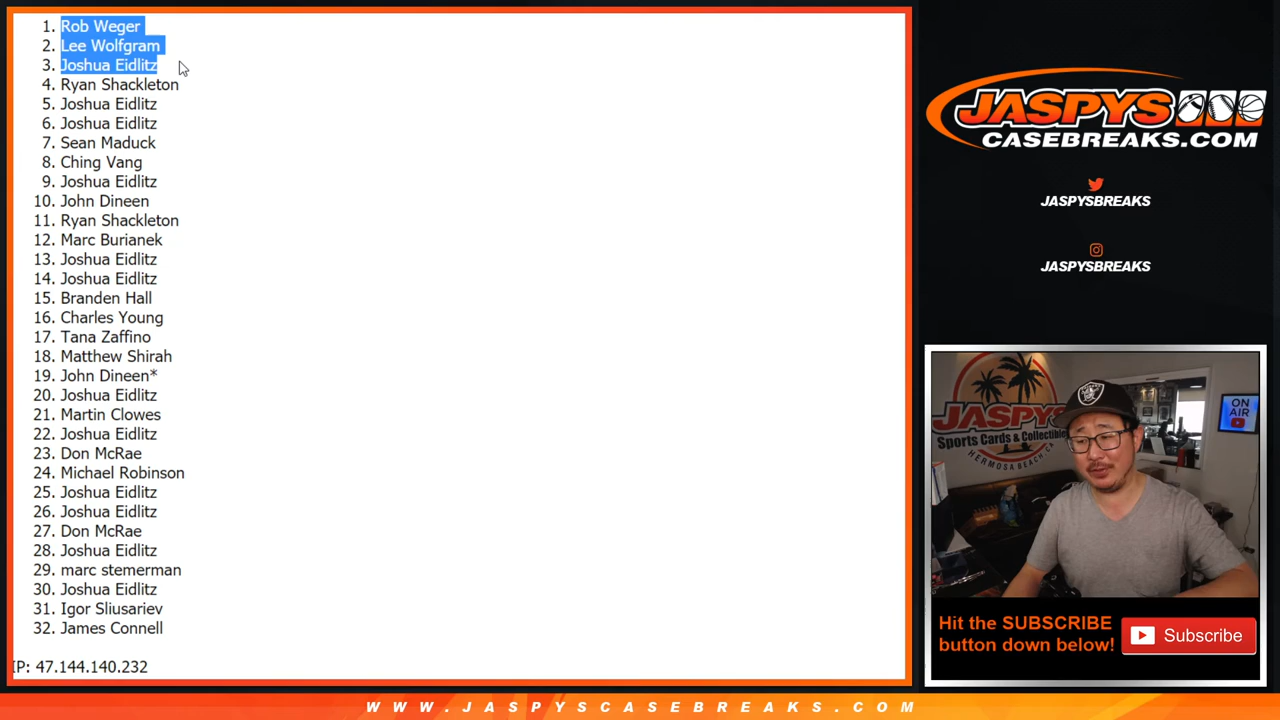 1. Rob Weger
2. Lee Wolfgram
3. Joshua Eidlitz
4. Ryan Shackleton
5. Joshua Eidlitz
6. Joshua Eidlitz
7. Sean Maduck
8. Ching Vang
9. Joshua Eidlitz
10. John Dineen
11. Ryan Shackleton
12. Marc Burianek
13. Joshua Eidlitz
14. Joshua Eidlitz
15. Branden Hall
16. Charles Young
17. Tana Zaffino
18. Matthew Shirah
19. John Dineen*
20. Joshua Eidlitz
21. Martin Clowes
22. Joshua Eidlitz
23. Don McRae
24. Michael Robinson
25. Joshua Eidlitz
26. Joshua Eidlitz
27. Don McRae
28. Joshua Eidlitz
29. marc stemerman
30. Joshua Eidlitz
31. Igor Sliusariev
32. James Connell
IP: 47.144.140.232
JASPYS
CASEBREAKS.COM
JASPYSBREAKS
JASPYSBREAKS
JASPYS
Sports Cards & Collectibles
HERMOSA BEACH
ON
AIR
Hit the SUBSCRIBE
button down below!
Subscribe
WWW.JASPYSCASEBREAKS.COM